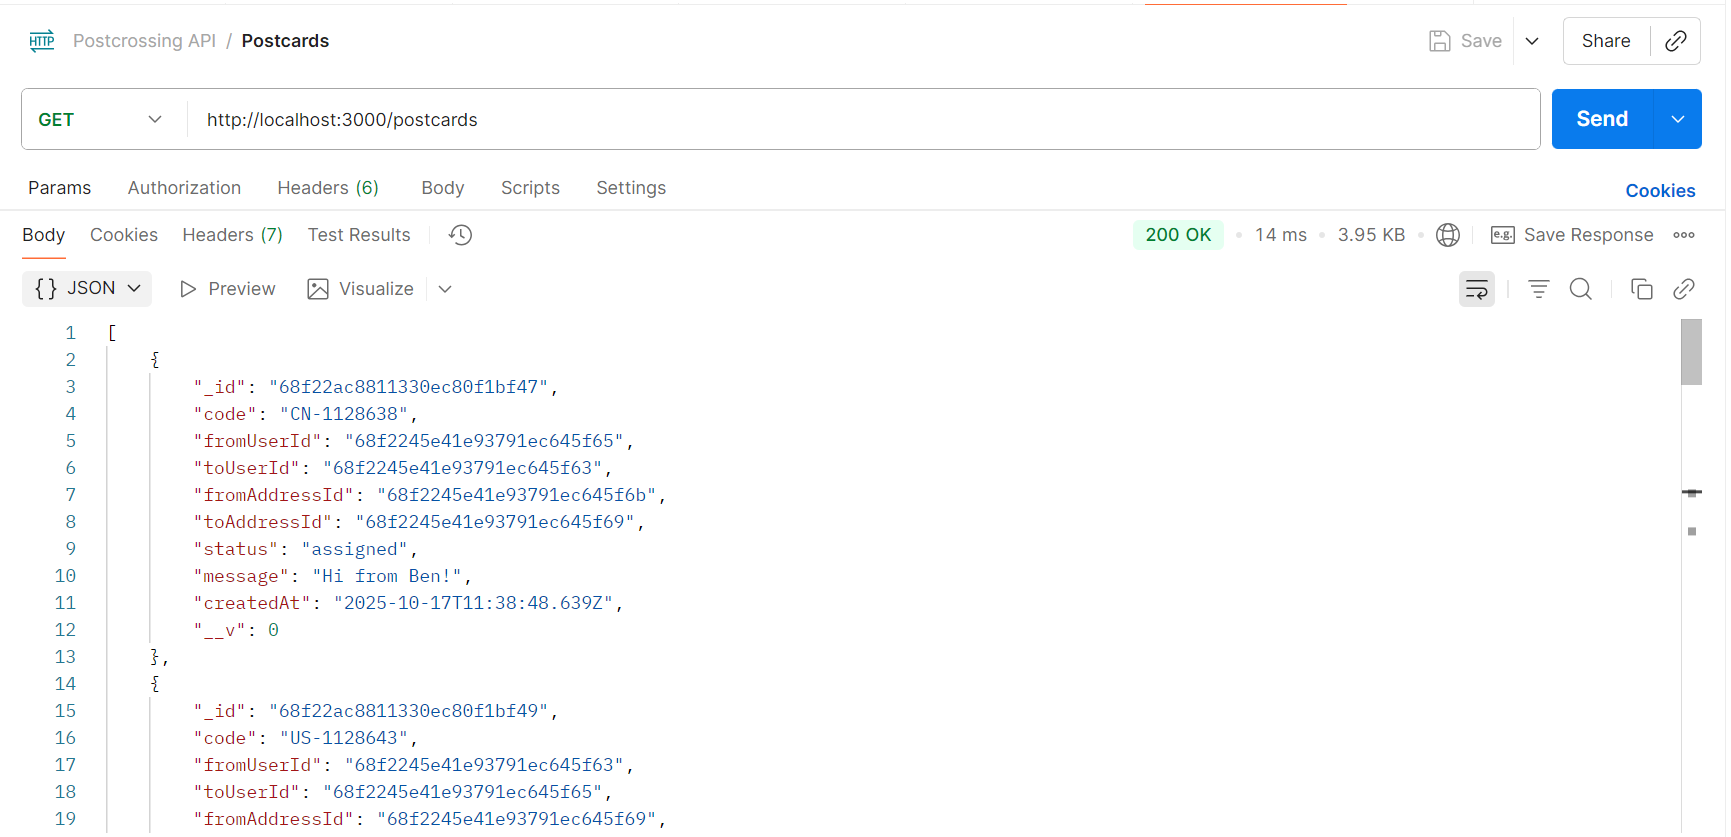 HTTP Postcrossing API / Postcards Save Share
GET http://localhost:3000/postcards Send
Params Authorization Headers (6) Body Scripts Settings Cookies
Body Cookies Headers (7) Test Results 200 OK • 14 ms • 3.95 KB • e.g. Save Response
{} JSON Preview Visualize
1 [
2 {
3 "_id": "68f22ac8811330ec80f1bf47",
4 "code": "CN-1128638",
5 "fromUserId": "68f2245e41e93791ec645f65",
6 "toUserId": "68f2245e41e93791ec645f63",
7 "fromAddressId": "68f2245e41e93791ec645f6b",
8 "toAddressId": "68f2245e41e93791ec645f69",
9 "status": "assigned",
10 "message": "Hi from Ben!",
11 "createdAt": "2025-10-17T11:38:48.639Z",
12 "__v": 0
13 },
14 {
15 "_id": "68f22ac8811330ec80f1bf49",
16 "code": "US-1128643",
17 "fromUserId": "68f2245e41e93791ec645f63",
18 "toUserId": "68f2245e41e93791ec645f65",
19 "fromAddressId": "68f2245e41e93791ec645f69",